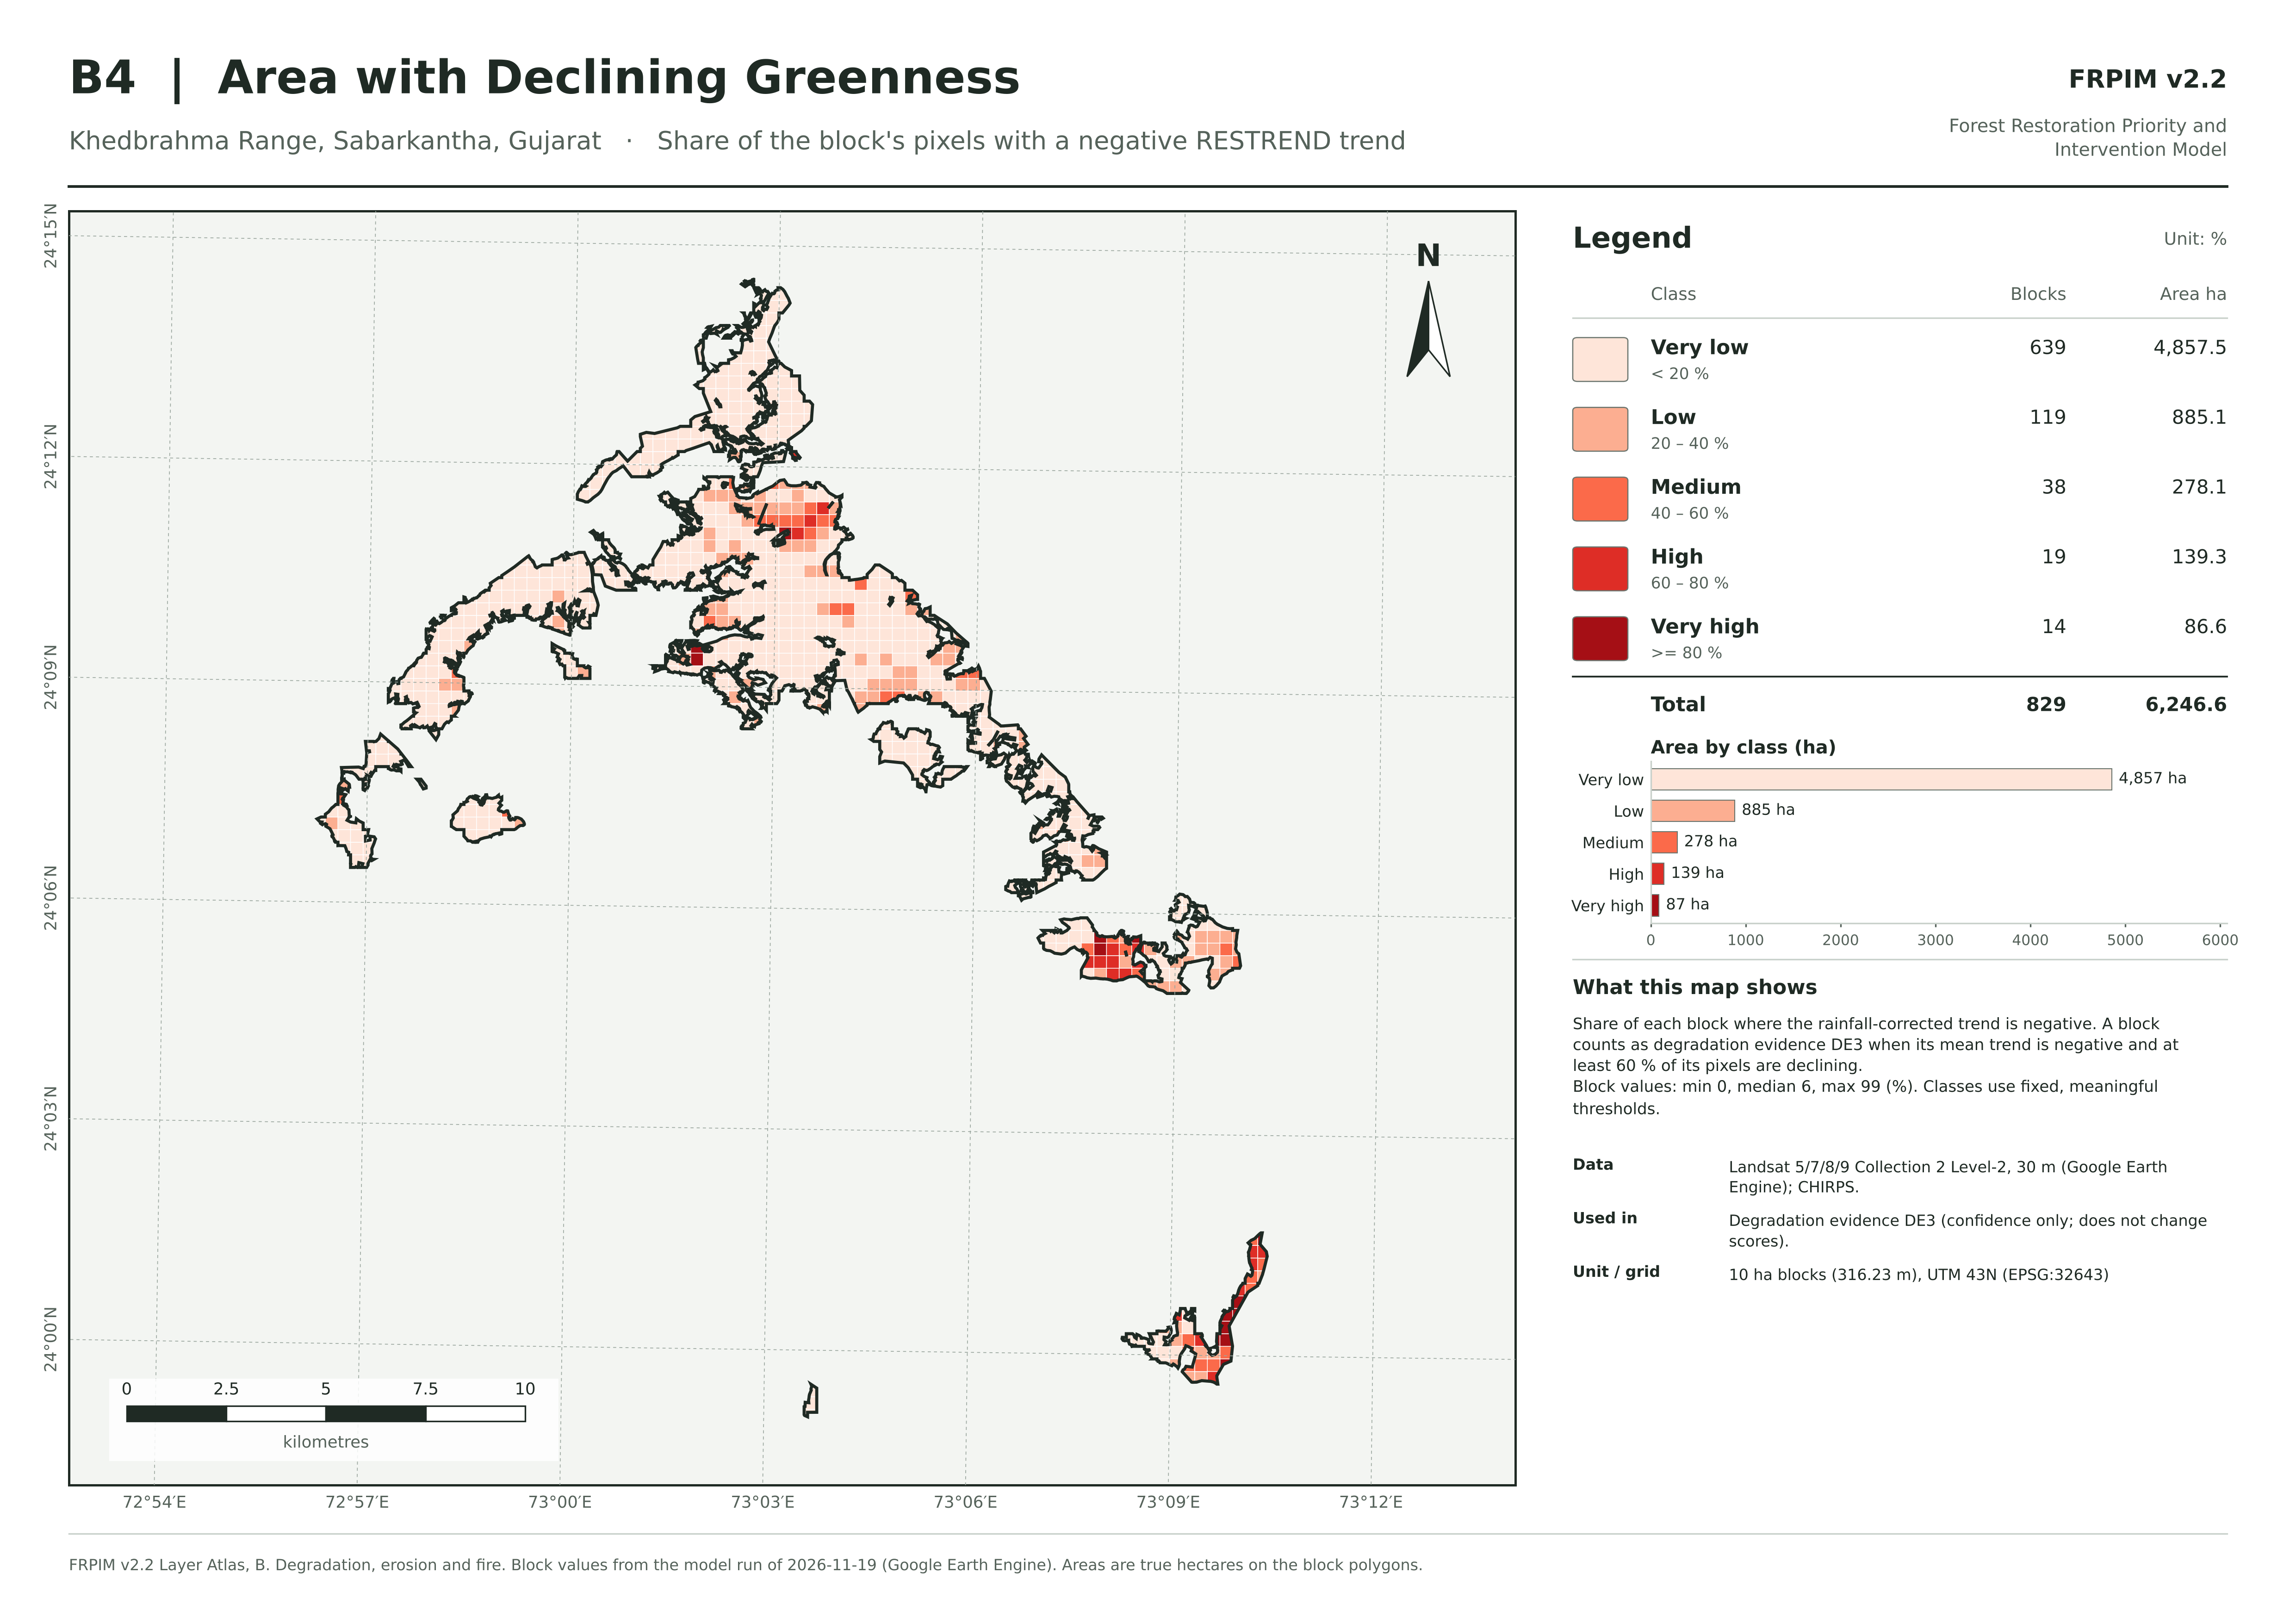 B4 | Area with Declining Greenness
FRPIM v2.2
Khedbrahma Range, Sabarkantha, Gujarat · Share of the block's pixels with a negative RESTREND trend
Forest Restoration Priority and
Intervention Model
24°15′N
24°12′N
24°09′N
24°06′N
24°03′N
24°00′N
N
0 2.5 5 7.5 10
kilometres
72°54′E 72°57′E 73°00′E 73°03′E 73°06′E 73°09′E 73°12′E
Legend Unit: %
Class Blocks Area ha
Very low 639 4,857.5
< 20 %
Low 119 885.1
20 – 40 %
Medium 38 278.1
40 – 60 %
High 19 139.3
60 – 80 %
Very high 14 86.6
>= 80 %
Total 829 6,246.6
Area by class (ha)
Very low 4,857 ha
Low 885 ha
Medium 278 ha
High 139 ha
Very high 87 ha
0 1000 2000 3000 4000 5000 6000
What this map shows
Share of each block where the rainfall-corrected trend is negative. A block
counts as degradation evidence DE3 when its mean trend is negative and at
least 60 % of its pixels are declining.
Block values: min 0, median 6, max 99 (%). Classes use fixed, meaningful
thresholds.
Data Landsat 5/7/8/9 Collection 2 Level-2, 30 m (Google Earth
Engine); CHIRPS.
Used in Degradation evidence DE3 (confidence only; does not change
scores).
Unit / grid 10 ha blocks (316.23 m), UTM 43N (EPSG:32643)
FRPIM v2.2 Layer Atlas, B. Degradation, erosion and fire. Block values from the model run of 2026-11-19 (Google Earth Engine). Areas are true hectares on the block polygons.